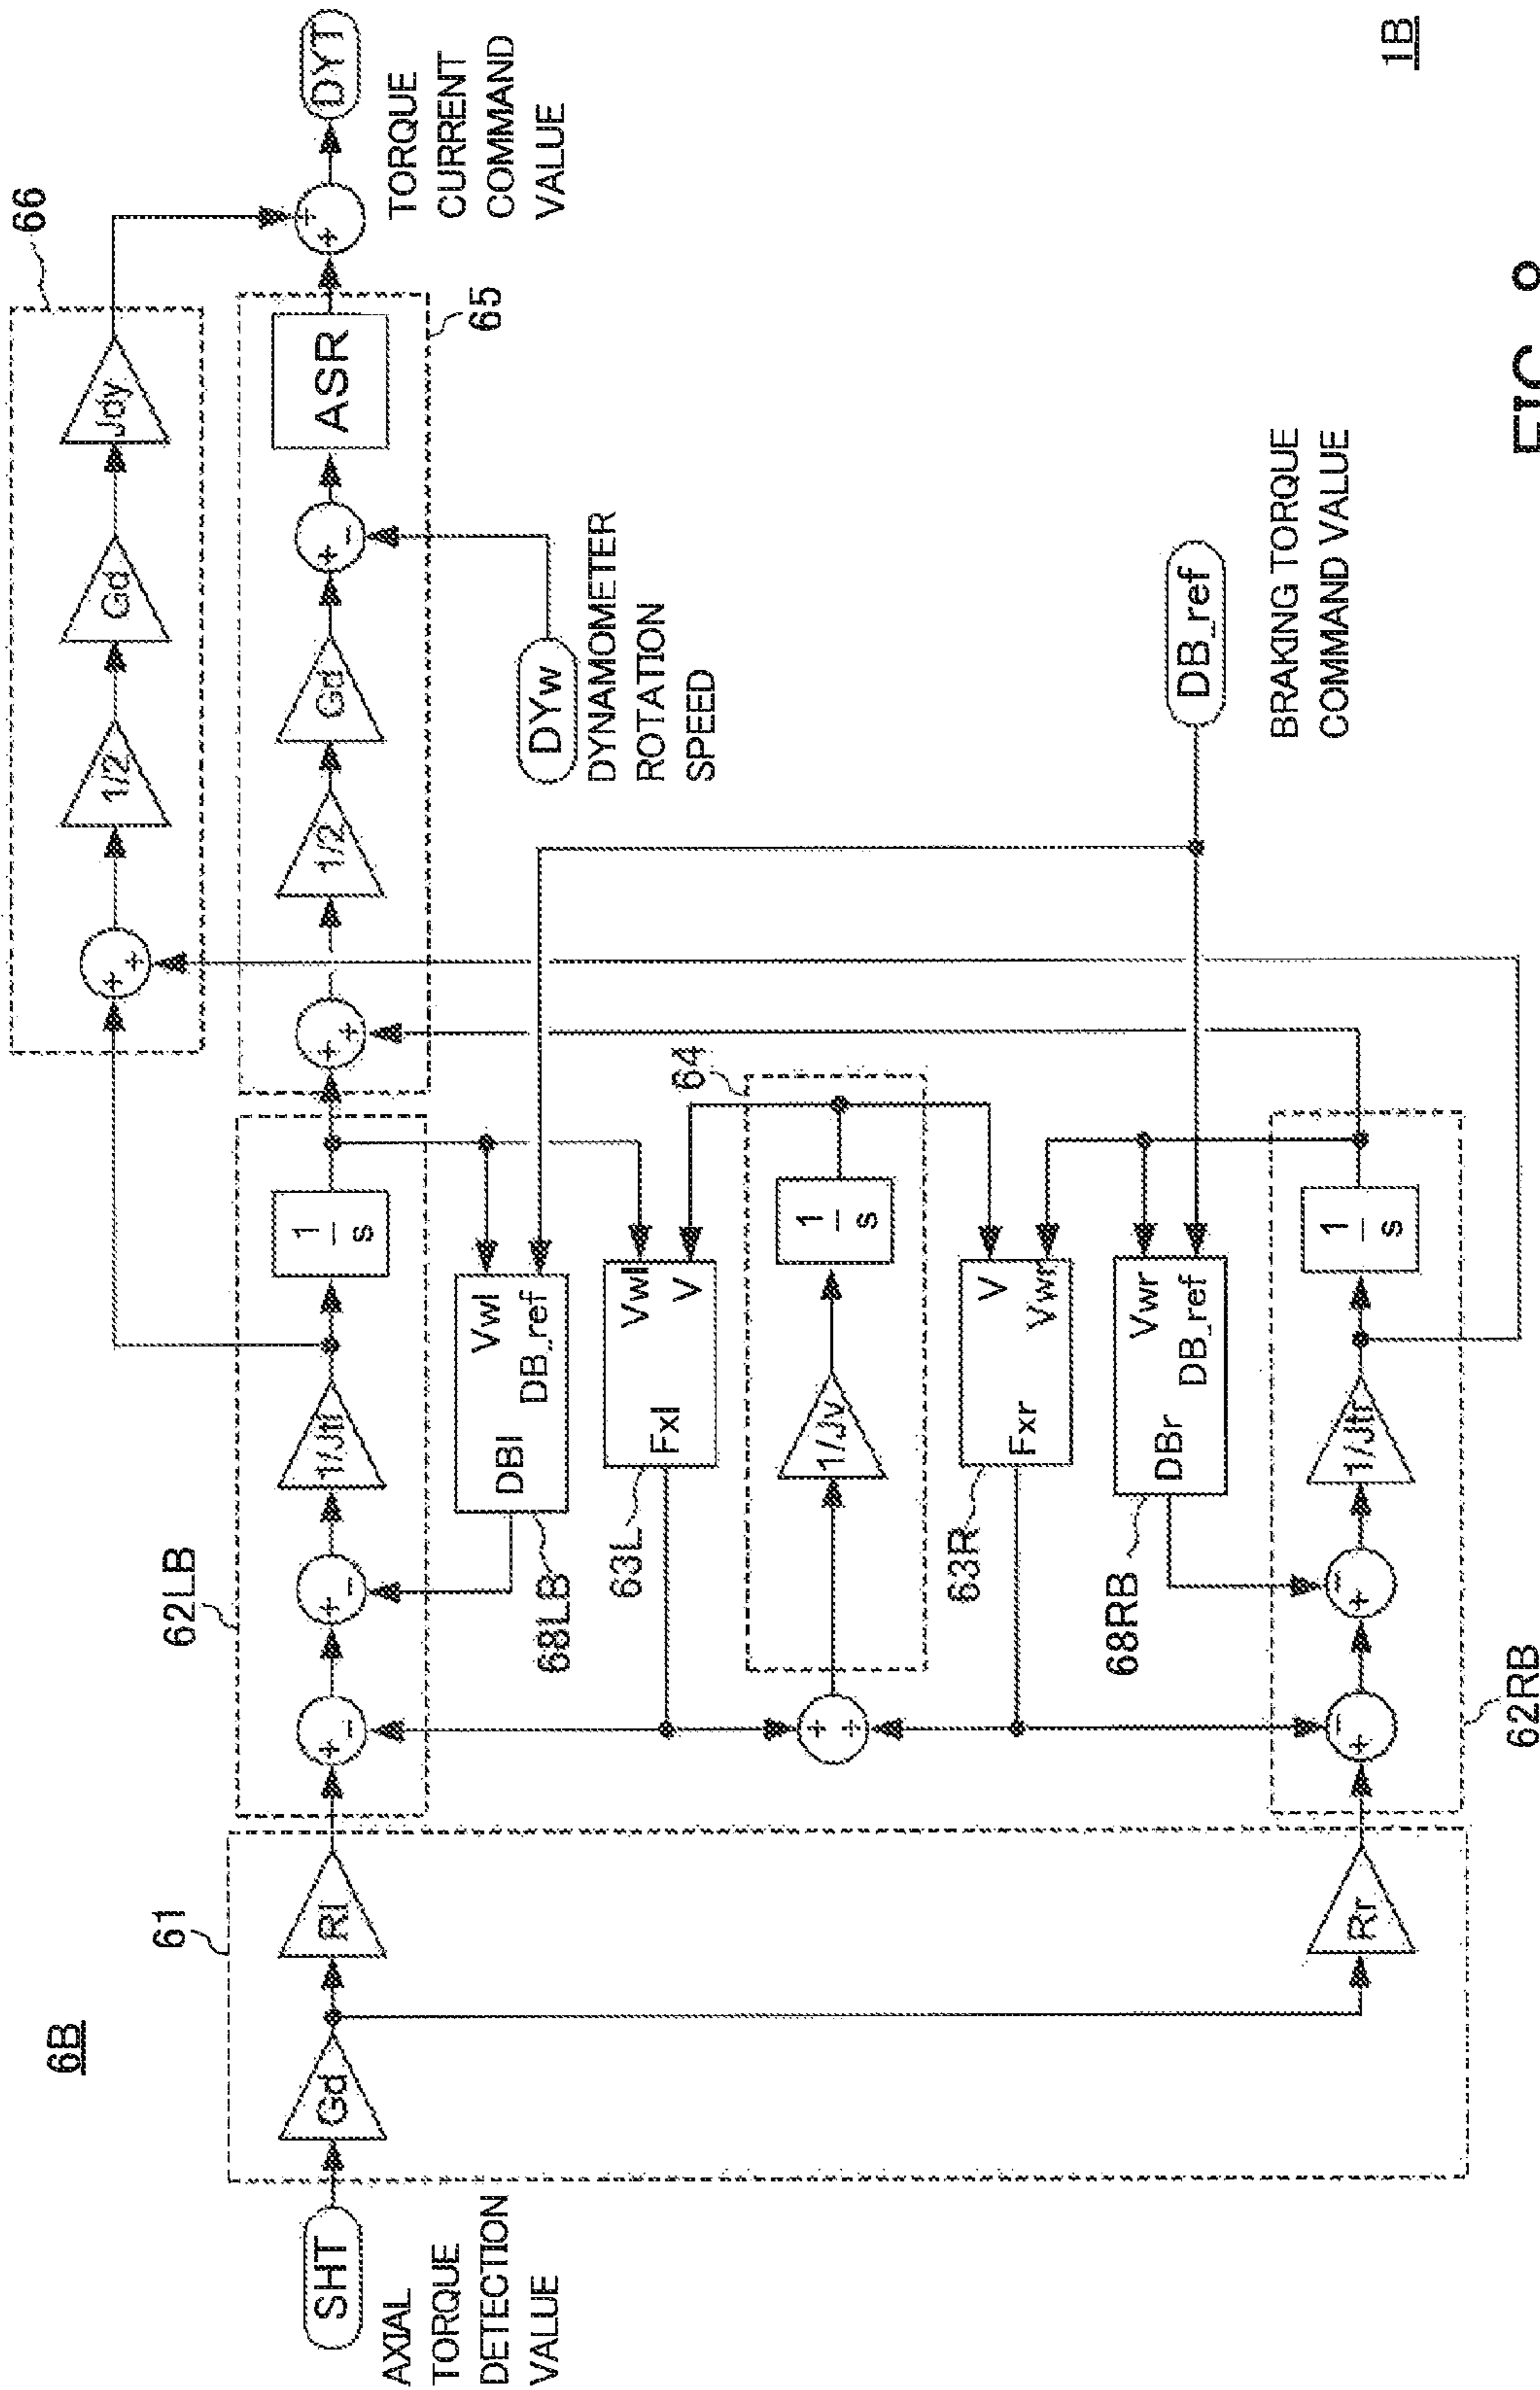 6B
1B
66
Jdy
Gd
1/2
DYT
TORQUE
CURRENT
COMMAND
VALUE
65
ASR
Gd
1/2
DYw
DYNAMOMETER
ROTATION
SPEED
62LB
1/Jtl
1
s
SHT
AXIAL
TORQUE
DETECTION
VALUE
61
Gd
Rl
Rr
Vwl
DB_ref
DBl
68LB
Vwl
V
Fxl
63L
64
1/Jv
1
s
V
Vwr
Fxr
63R
Vwr
DB_ref
DBr
68RB
DB_ref
BRAKING TORQUE
COMMAND VALUE
1/Jtr
1
s
62RB